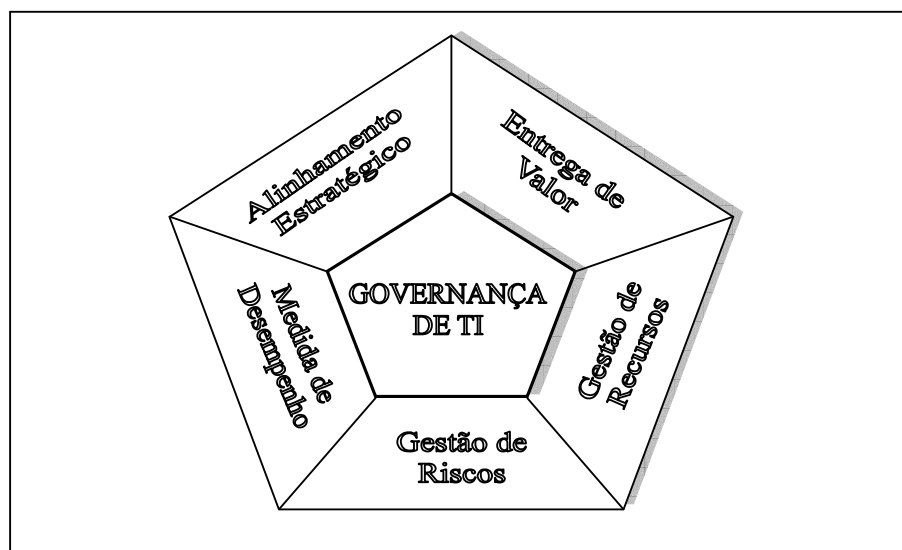 Alinhamento
Estratégico
Entrega de
Valor
Medida de
Desempenho
GOVERNANÇA
DE TI
Gestão de
Recursos
Gestão de
Riscos